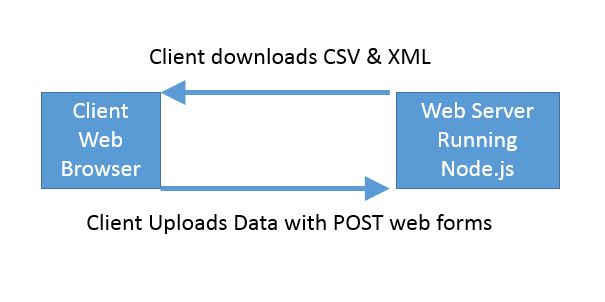 Client downloads CSV & XML
Client
Web
Browser
Web Server
Running
Node.js
Client Uploads Data with POST web forms